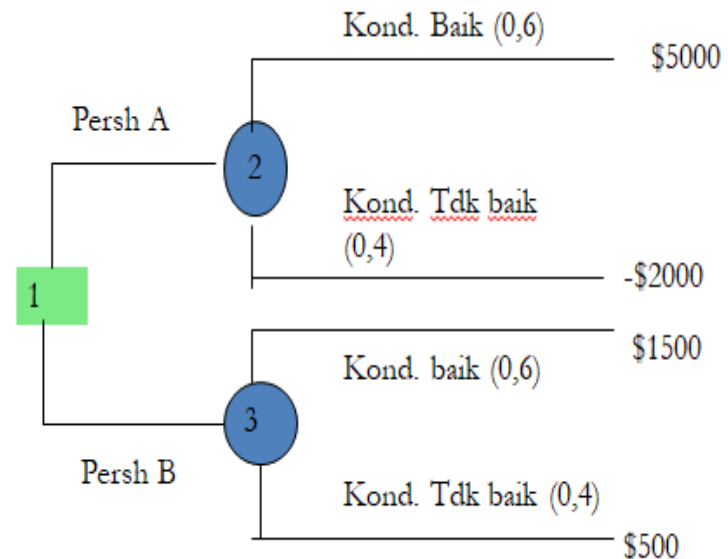 Kond. Baik (0,6)
$5000
Persh A
2
Kond. Tdk baik
(0,4)
-$2000
1
$1500
Kond. baik (0,6)
3
Persh B
Kond. Tdk baik (0,4)
$500